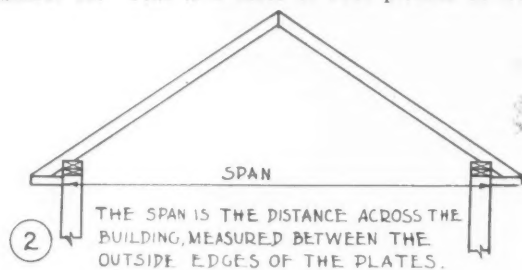 SPAN
2
THE SPAN IS THE DISTANCE ACROSS THE
BUILDING, MEASURED BETWEEN THE
OUTSIDE EDGES OF THE PLATES.